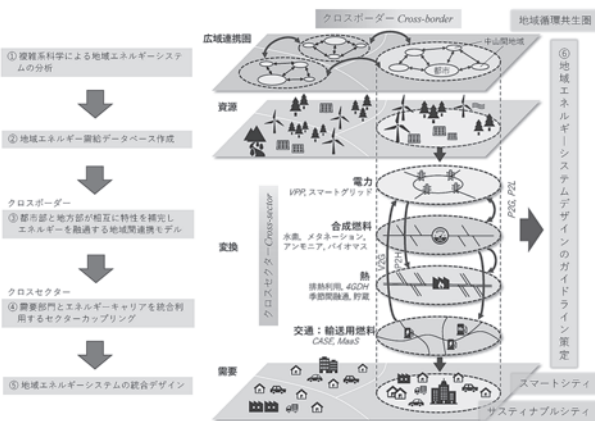 クロスボーダー Cross-border
地域循環共生圏
広域連携圏
中山間地域
都市
① 複雑系科学による地域エネルギーシステ
ムの分析
資源
② 地域エネルギー需給データベース作成
電力
VPP, スマートグリッド
クロスボーダー
③ 都市部と地方部が相互に特性を補完し
エネルギーを融通する地域間連携モデル
クロスセクター Cross-sector
合成燃料
水素, メタネーション,
アンモニア, バイオマス
変換
V2G
P2H
P2G, P2L
熱
排熱利用, 4GDH
季節間融通, 貯蔵
クロスセクター
④ 需要部門とエネルギーキャリアを統合利
用するセクターカップリング
交通：輸送用燃料
CASE, MaaS
⑤ 地域エネルギーシステムの統合デザイン
需要
⑥地域エネルギーシステムデザインのガイドライン策定
スマートシティ
サスティナブルシティ